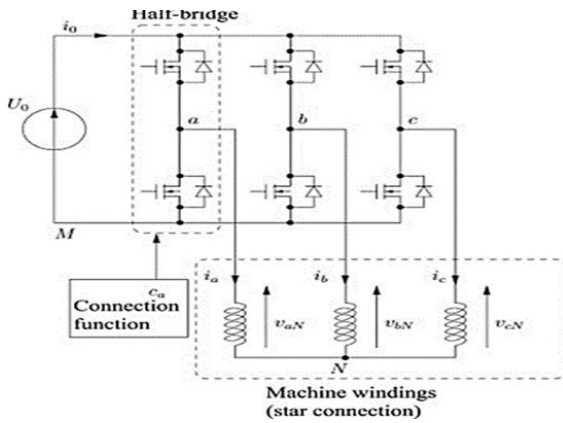 Half-bridge
i0
U0
a
b
c
M
ca
Connection
function
ia
ib
ic
vaN
vbN
vcN
N
Machine windings
(star connection)